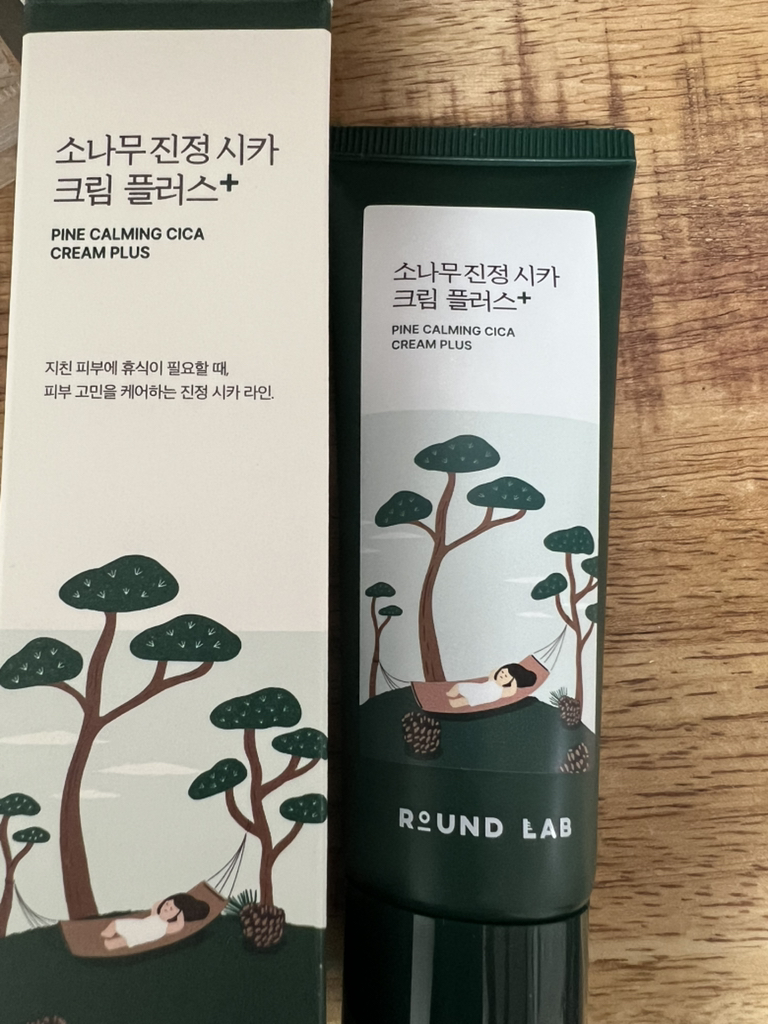 소나무 진정 시카
크림 플러스+
PINE CALMING CICA
CREAM PLUS
지친 피부에 휴식이 필요할 때,
피부 고민을 케어하는 진정 시카 라인.
소나무 진정 시카
크림 플러스+
PINE CALMING CICA
CREAM PLUS
ROUND LAB